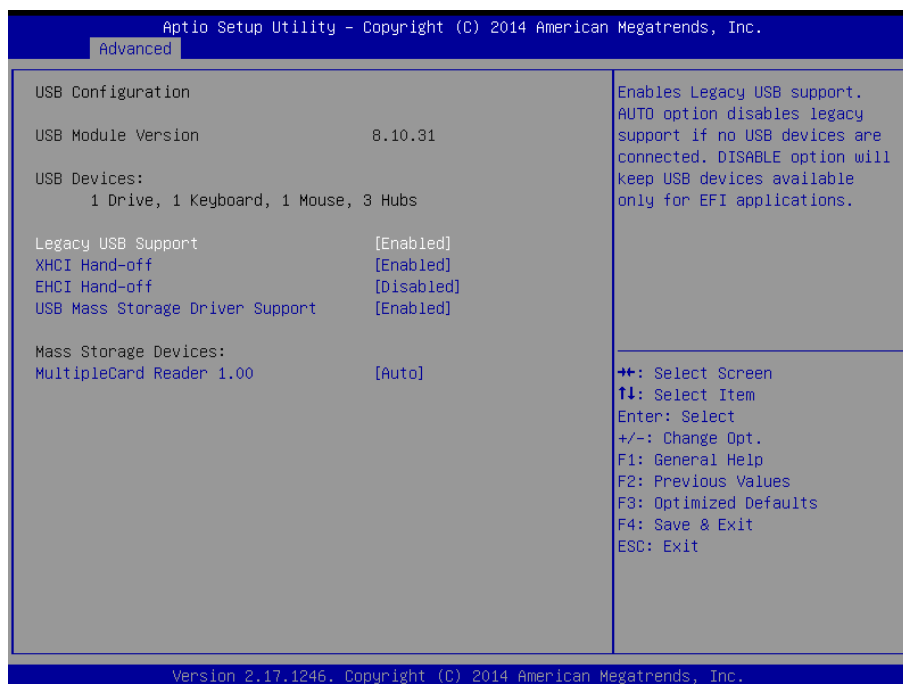 Aptio Setup Utility – Copyright (C) 2014 American Megatrends, Inc.
Advanced
USB Configuration
USB Module Version 8.10.31
USB Devices:
1 Drive, 1 Keyboard, 1 Mouse, 3 Hubs
Legacy USB Support [Enabled]
XHCI Hand-off [Enabled]
EHCI Hand-off [Disabled]
USB Mass Storage Driver Support [Enabled]
Mass Storage Devices:
MultipleCard Reader 1.00 [Auto]
Enables Legacy USB support.
AUTO option disables legacy
support if no USB devices are
connected. DISABLE option will
keep USB devices available
only for EFI applications.
→←: Select Screen
↑↓: Select Item
Enter: Select
+/-: Change Opt.
F1: General Help
F2: Previous Values
F3: Optimized Defaults
F4: Save & Exit
ESC: Exit
Version 2.17.1246. Copyright (C) 2014 American Megatrends, Inc.